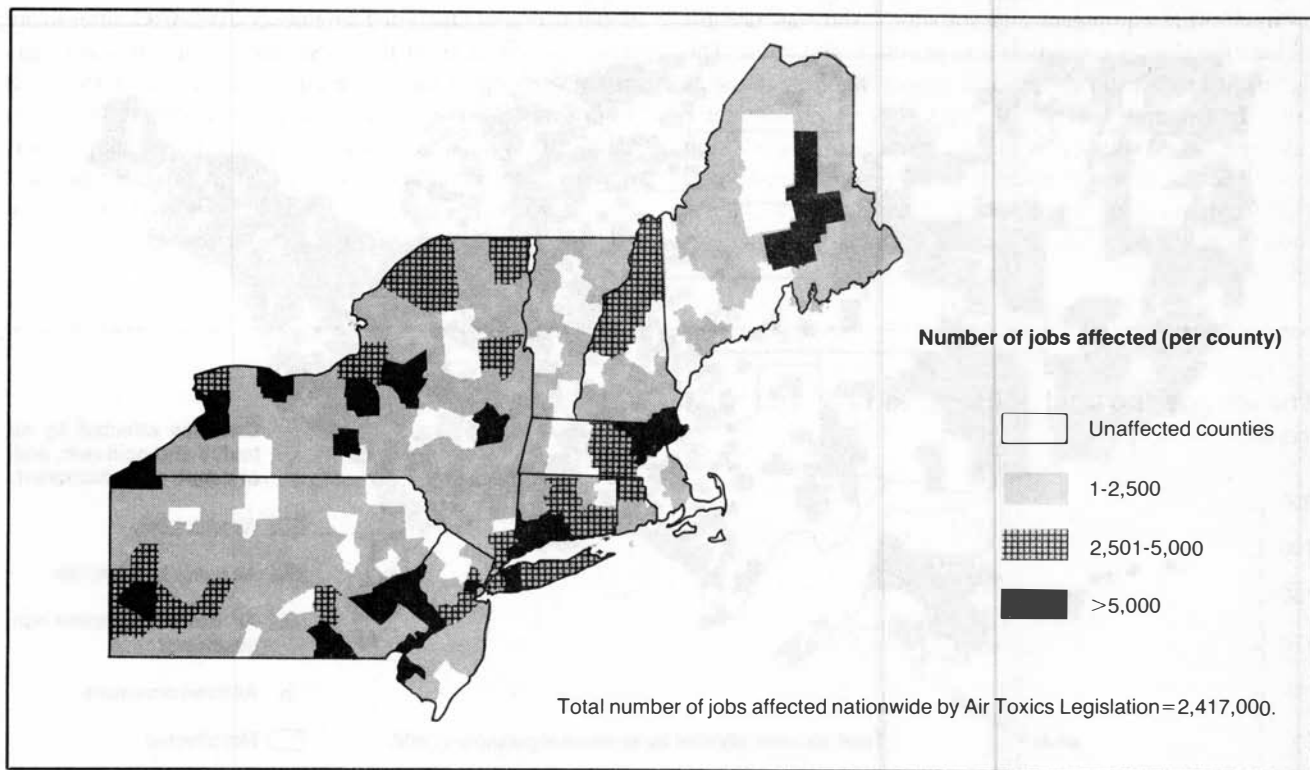 Number of jobs affected (per county)
Unaffected counties
1-2,500
2,501-5,000
>5,000
Total number of jobs affected nationwide by Air Toxics Legislation=2,417,000.